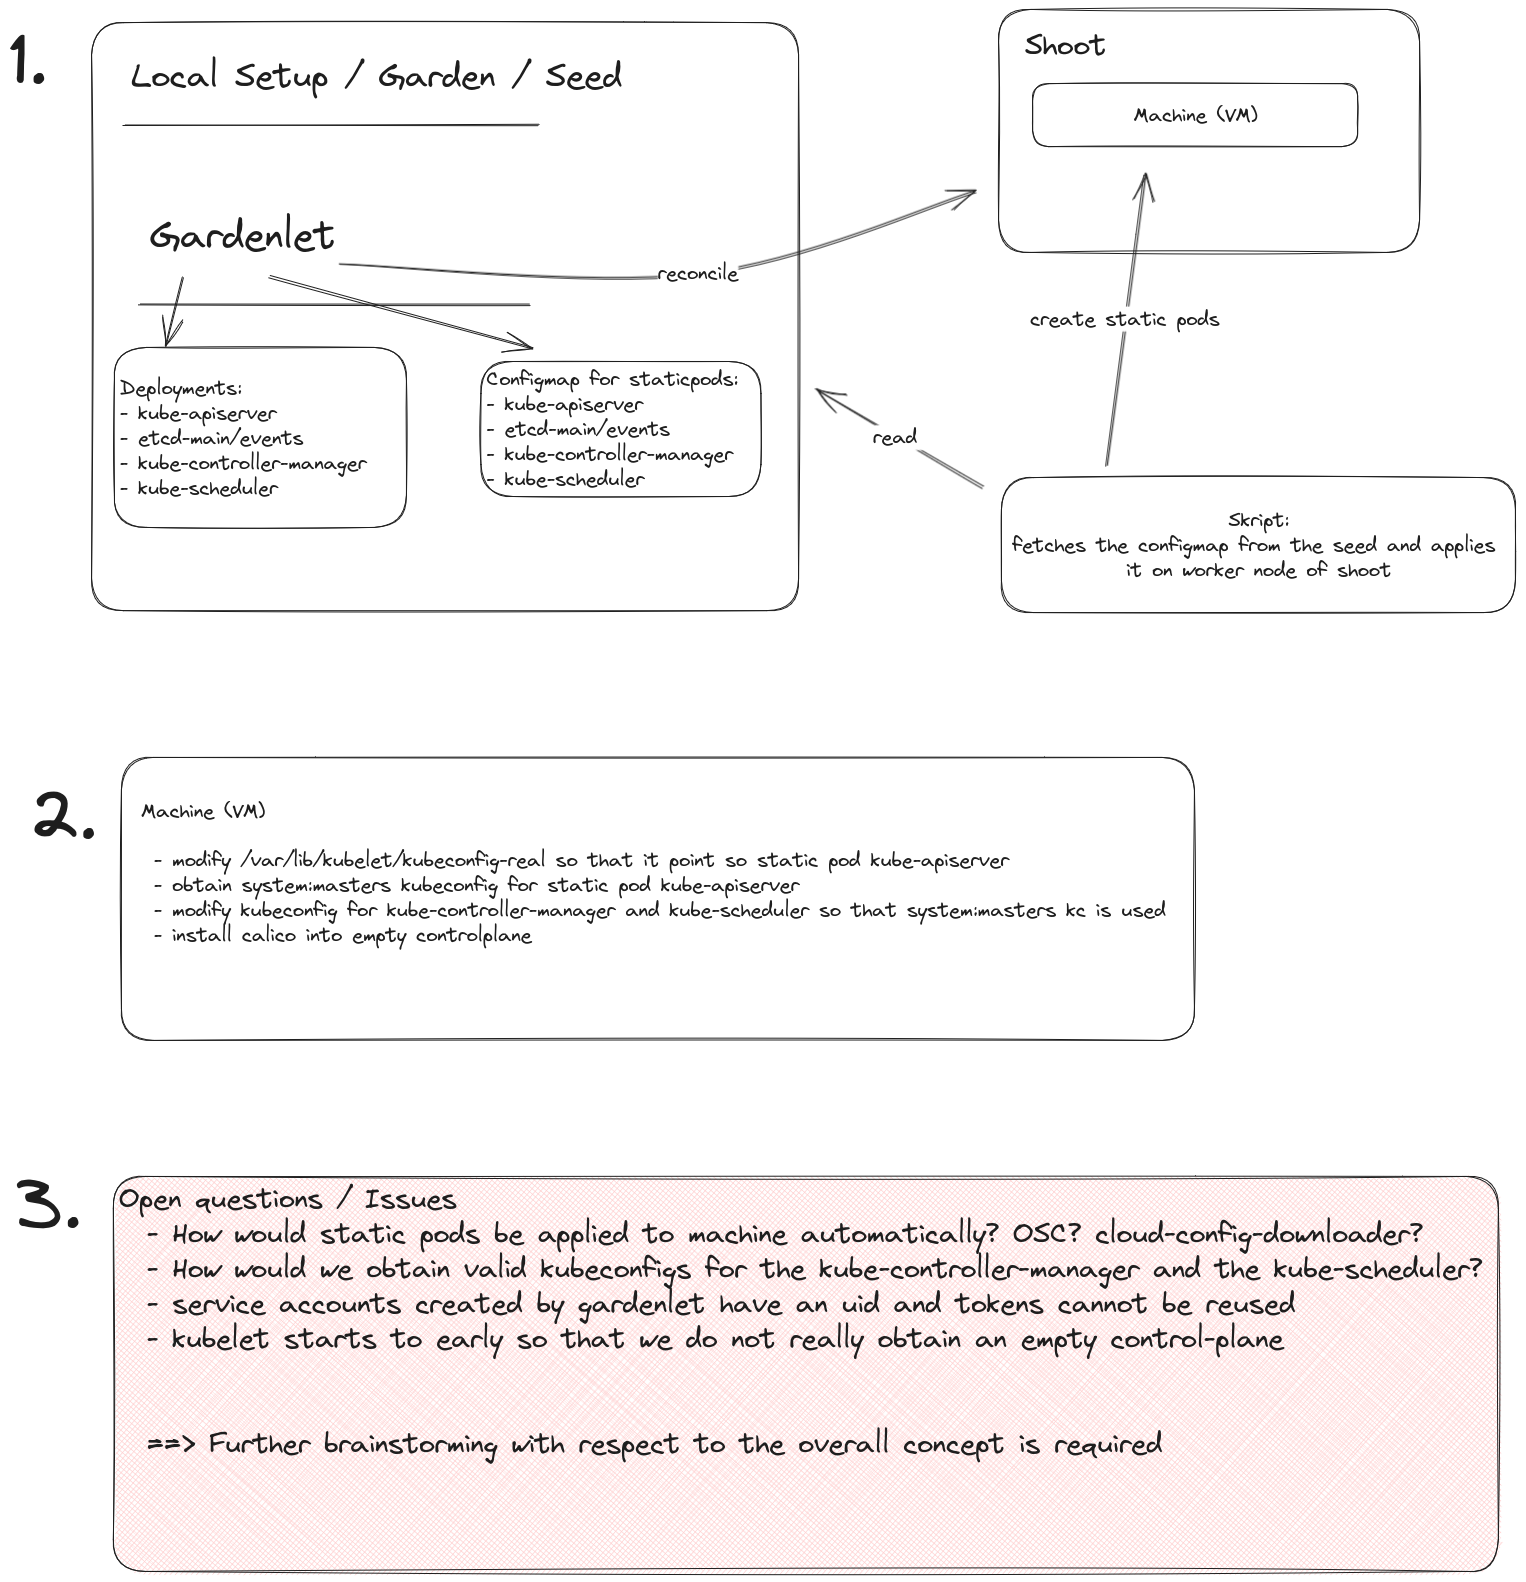 1.
Local Setup / Garden / Seed
Gardenlet
reconcile
Deployments:
- kube-apiserver
- etcd-main/events
- kube-controller-manager
- kube-scheduler
Configmap for staticpods:
- kube-apiserver
- etcd-main/events
- kube-controller-manager
- kube-scheduler
Shoot
Machine (VM)
create static pods
read
Skript:
fetches the configmap from the seed and applies
it on worker node of shoot
2.
Machine (VM)
- modify /var/lib/kubelet/kubeconfig-real so that it point so static pod kube-apiserver
- obtain system:masters kubeconfig for static pod kube-apiserver
- modify kubeconfig for kube-controller-manager and kube-scheduler so that system:masters kc is used
- install calico into empty controlplane
3.
Open questions / Issues
- How would static pods be applied to machine automatically? OSC? cloud-config-downloader?
- How would we obtain valid kubeconfigs for the kube-controller-manager and the kube-scheduler?
- service accounts created by gardenlet have an uid and tokens cannot be reused
- kubelet starts to early so that we do not really obtain an empty control-plane
==> Further brainstorming with respect to the overall concept is required